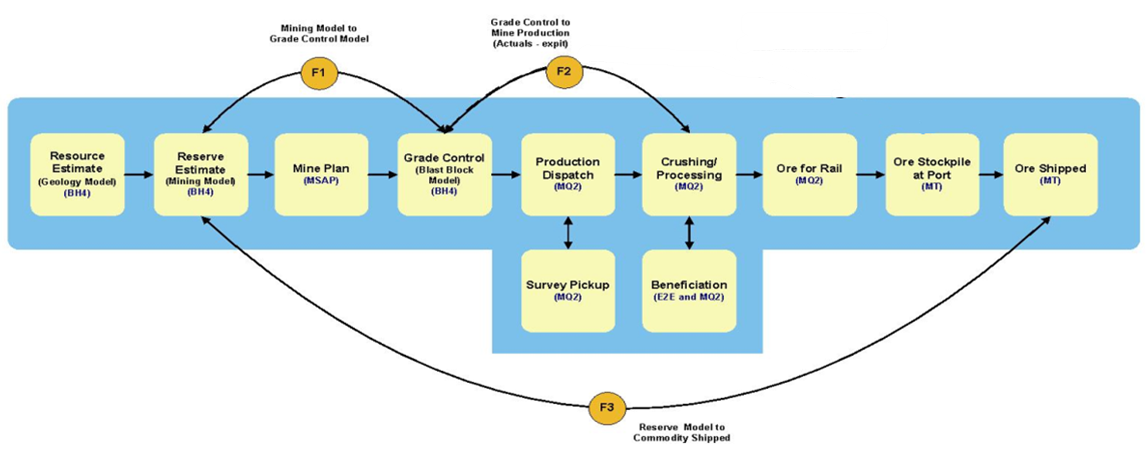 Mining Model to
Grade Control Model
Grade Control to
Mine Production
(Actuals - expit)
F1
F2
Resource
Estimate
(Geology Model)
(BH4)
Reserve
Estimate
(Mining Model)
(BH4)
Mine Plan
(MSAP)
Grade Control
(Blast Block
Model)
(BH4)
Production
Dispatch
(MQ2)
Crushing/
Processing
(MQ2)
Ore for Rail
(MQ2)
Ore Stockpile
at Port
(MT)
Ore Shipped
(MT)
Survey Pickup
(MQ2)
Beneficiation
(E2E and MQ2)
F3
Reserve Model to
Commodity Shipped